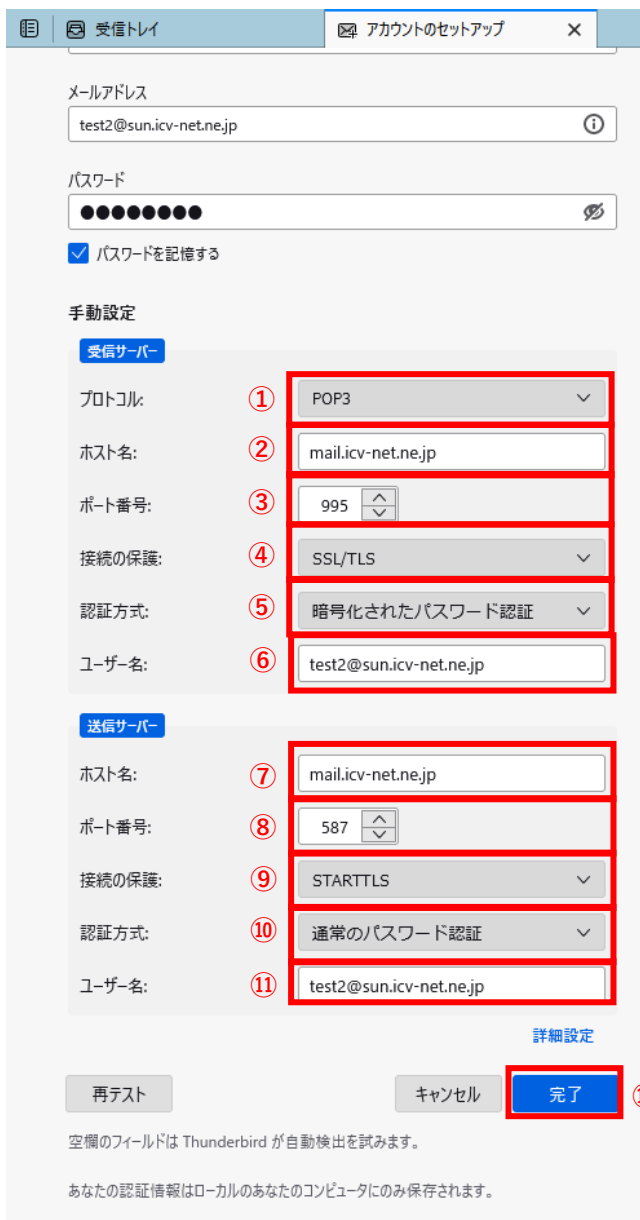 受信トレイ
アカウントのセットアップ
メールアドレス
test2@sun.icv-net.ne.jp
パスワード
●●●●●●●●
パスワードを記憶する
手動設定
受信サーバー
プロトコル: ① POP3
ホスト名: ② mail.icv-net.ne.jp
ポート番号: ③ 995
接続の保護: ④ SSL/TLS
認証方式: ⑤ 暗号化されたパスワード認証
ユーザー名: ⑥ test2@sun.icv-net.ne.jp
送信サーバー
ホスト名: ⑦ mail.icv-net.ne.jp
ポート番号: ⑧ 587
接続の保護: ⑨ STARTTLS
認証方式: ⑩ 通常のパスワード認証
ユーザー名: ⑪ test2@sun.icv-net.ne.jp
詳細設定
再テスト キャンセル 完了
空欄のフィールドは Thunderbird が自動検出を試みます。
あなたの認証情報はローカルのあなたのコンピュータにのみ保存されます。